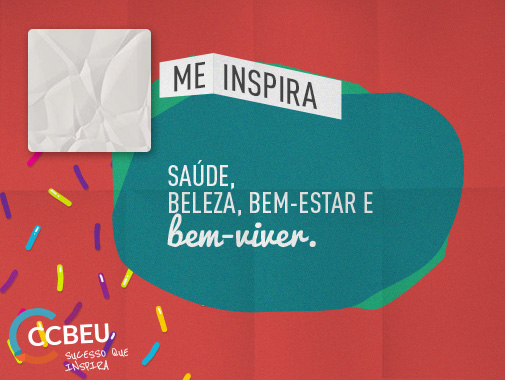 ME INSPIRA
SAÚDE,
BELEZA, BEM-ESTAR E
bem-viver.
CCBEU
SUCESSO QUE
INSPIRA